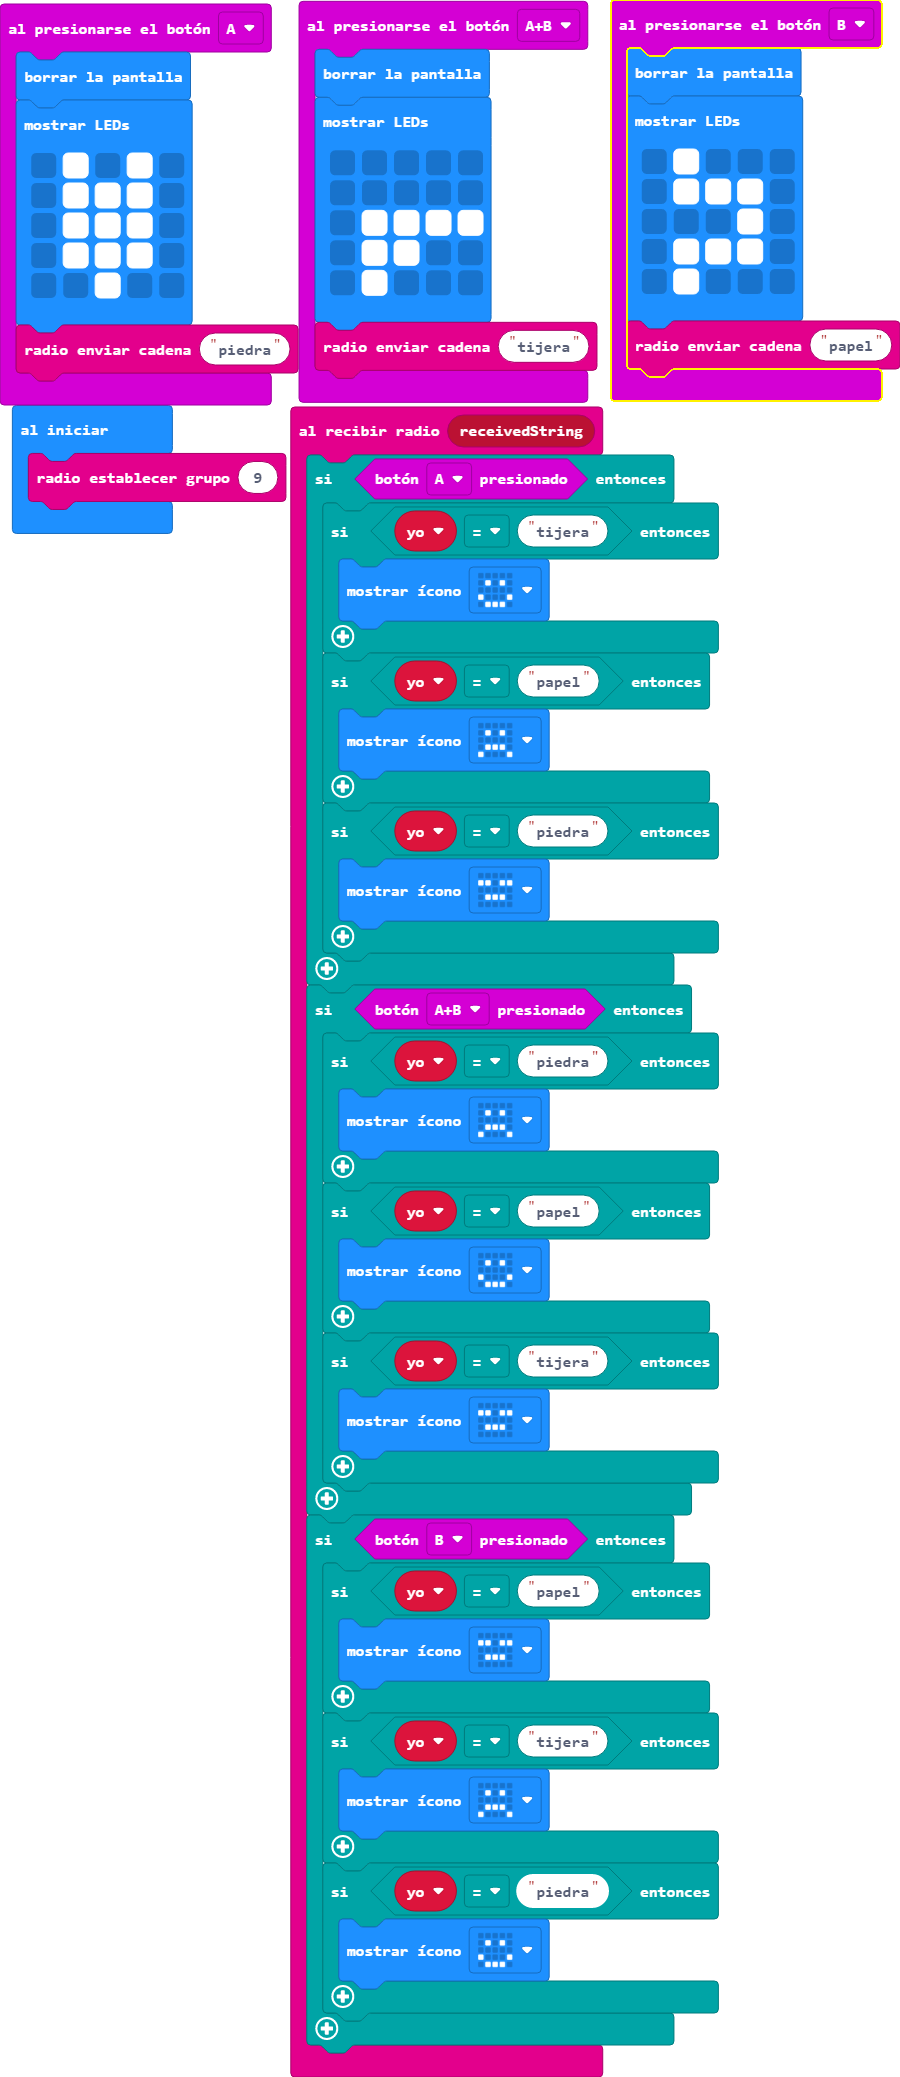 al presionarse el botón A
borrar la pantalla
mostrar LEDs
radio enviar cadena "piedra"
al presionarse el botón A+B
borrar la pantalla
mostrar LEDs
radio enviar cadena "tijera"
al presionarse el botón B
borrar la pantalla
mostrar LEDs
radio enviar cadena "papel"
al iniciar
radio establecer grupo 9
al recibir radio receivedString
si botón A presionado entonces
si yo = "tijera" entonces
mostrar ícono
si yo = "papel" entonces
mostrar ícono
si yo = "piedra" entonces
mostrar ícono
si botón A+B presionado entonces
si yo = "piedra" entonces
mostrar ícono
si yo = "papel" entonces
mostrar ícono
si yo = "tijera" entonces
mostrar ícono
si botón B presionado entonces
si yo = "papel" entonces
mostrar ícono
si yo = "tijera" entonces
mostrar ícono
si yo = "piedra" entonces
mostrar ícono